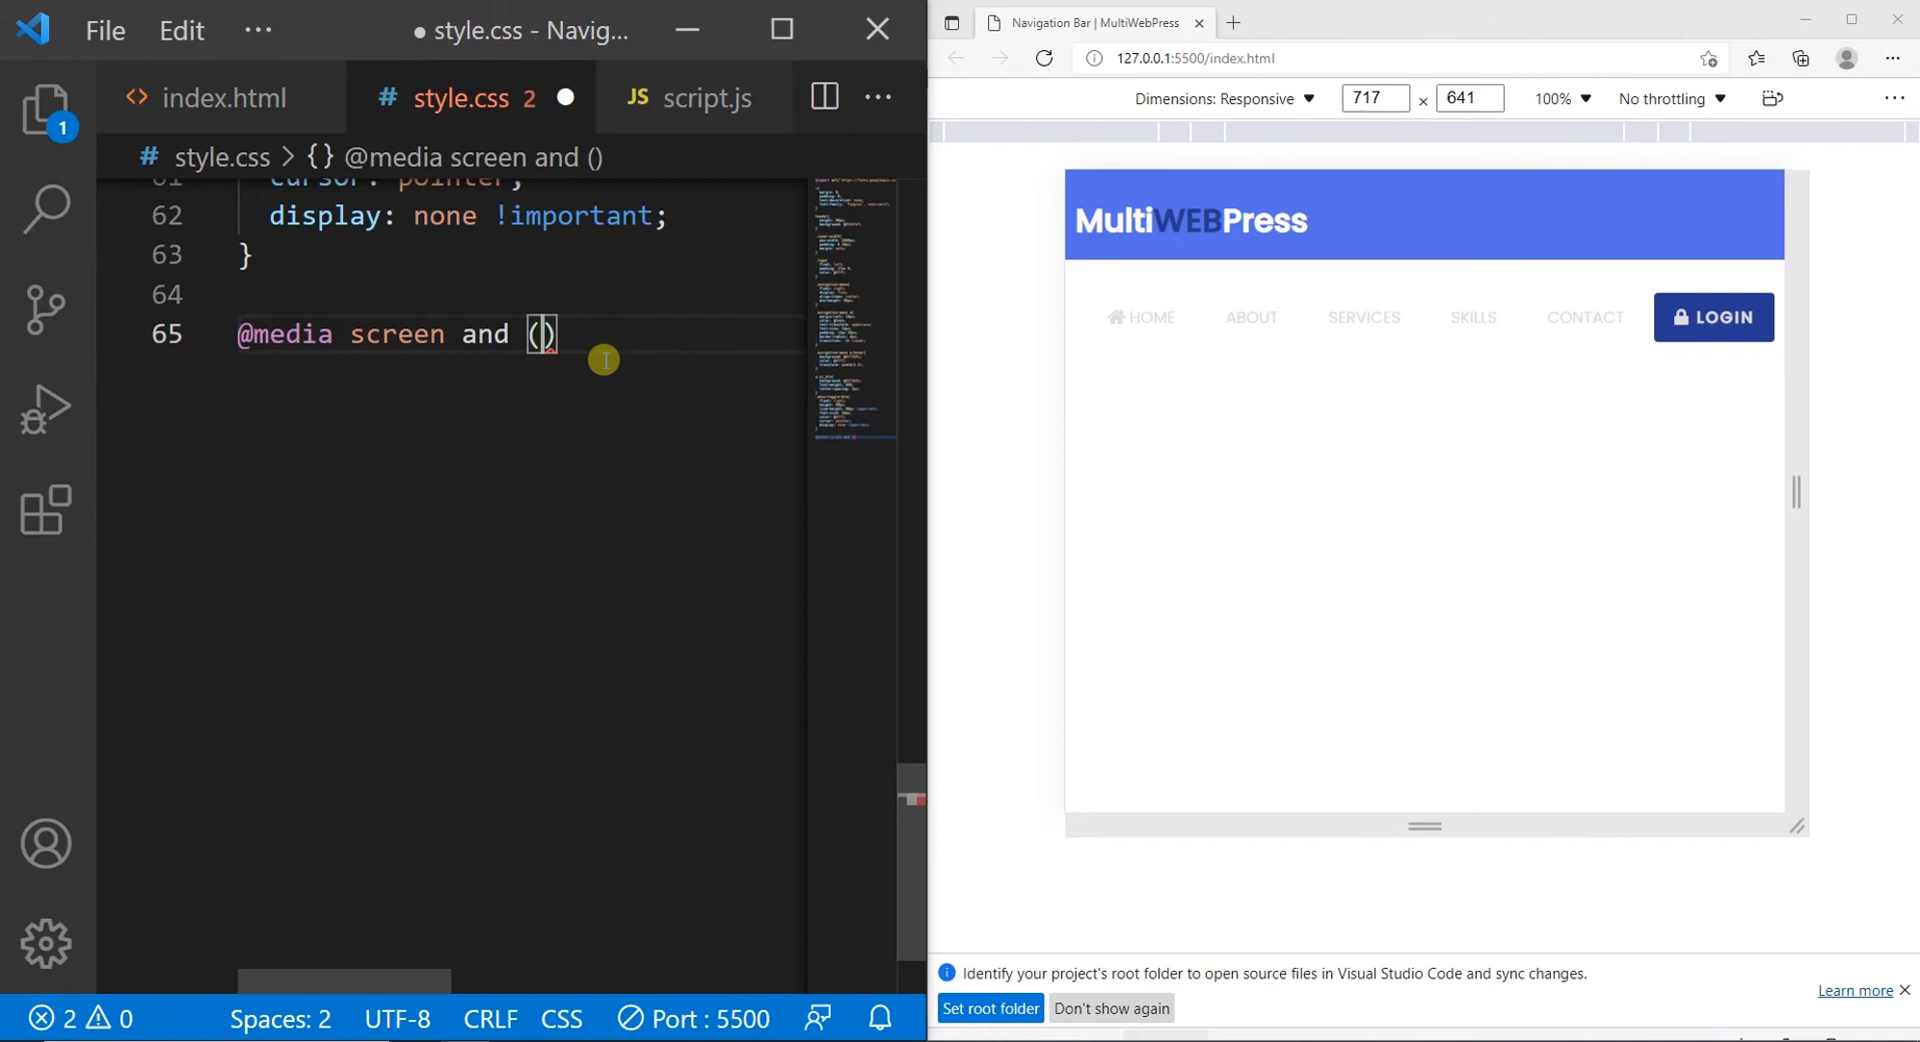 File Edit ··· ● style.css - Navig...
index.html style.css 2 JS script.js ···
# style.css > {} @media screen and ()
1
61 cursor: pointer;
62 display: none !important;
63 }
64
65 @media screen and ()
2 0 Spaces: 2 UTF-8 CRLF CSS Port : 5500
Navigation Bar | MultiWebPress
127.0.0.1:5500/index.html
Dimensions: Responsive 717 × 641 100% No throttling
MultiWEBPress
HOME ABOUT SERVICES SKILLS CONTACT LOGIN
Identify your project's root folder to open source files in Visual Studio Code and sync changes.
Learn more
Set root folder Don't show again